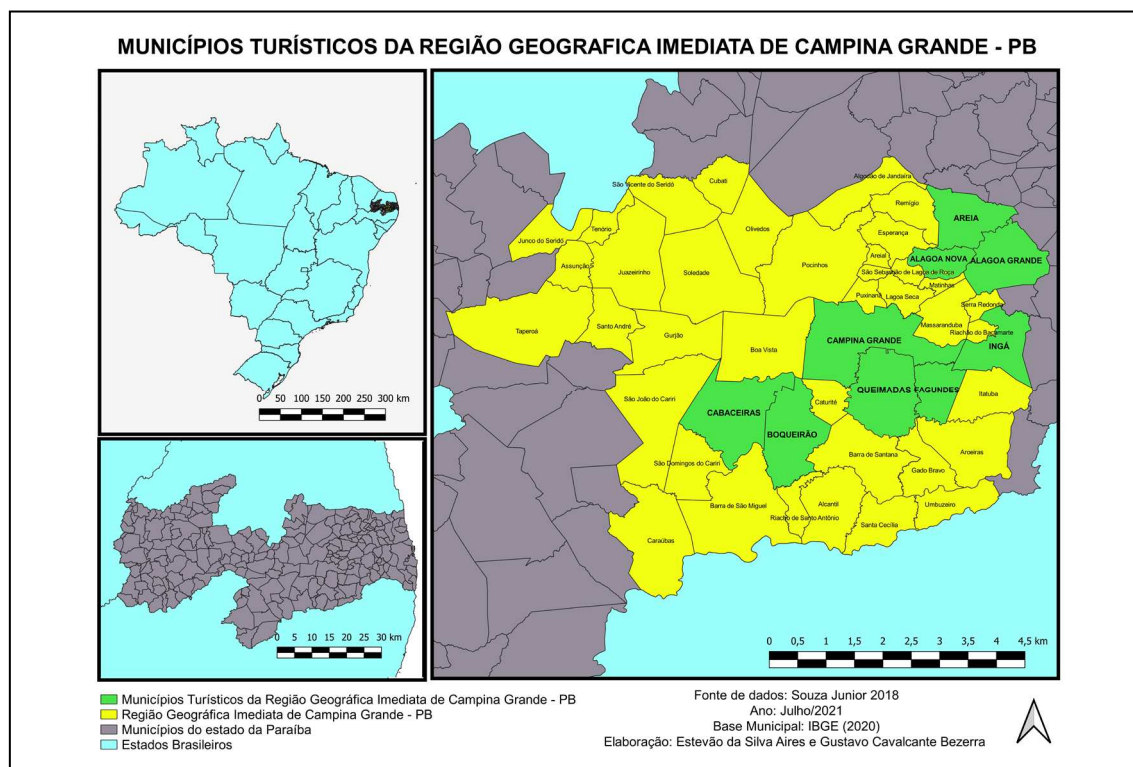 MUNICÍPIOS TURÍSTICOS DA REGIÃO GEOGRAFICA IMEDIATA DE CAMPINA GRANDE - PB
0 50 100 150 200 250 300 km
0 5 10 15 20 25 30 km
Algodão de Jandaíra
Cubati
São Vicente do Seridó
Remígio
AREIA
Tenório
Olivedos
Esperança
Junco do Seridó
Areial
ALAGOA NOVA
ALAGOA GRANDE
Assunção
Juazeirinho
Soledade
Pocinhos
São Sebastião de Lagoa de Roça
Matinhas
Puxinanã
Lagoa Seca
Serra Redonda
Taperoá
Santo André
Gurjão
Massaranduba
Riachão do Bacamarte
Boa Vista
CAMPINA GRANDE
INGÁ
QUEIMADAS
FAGUNDES
Itatuba
São João do Cariri
Caturité
CABACEIRAS
BOQUEIRÃO
São Domingos do Cariri
Barra de Santana
Aroeiras
Gado Bravo
Barra de São Miguel
Alcantil
Umbuzeiro
Riacho de Santo Antônio
Santa Cecília
Caraúbas
0 0,5 1 1,5 2 2,5 3 3,5 4 4,5 km
Municípios Turísticos da Região Geográfica Imediata de Campina Grande - PB
Região Geográfica Imediata de Campina Grande - PB
Municípios do estado da Paraíba
Estados Brasileiros
Fonte de dados: Souza Junior 2018
Ano: Julho/2021
Base Municipal: IBGE (2020)
Elaboração: Estevão da Silva Aires e Gustavo Cavalcante Bezerra